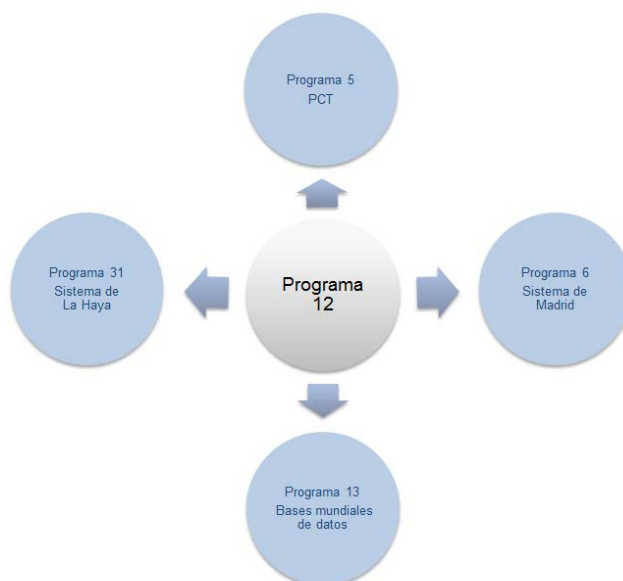 Programa 5
PCT
Programa 31
Sistema de
La Haya
Programa
12
Programa 6
Sistema de
Madrid
Programa 13
Bases mundiales
de datos